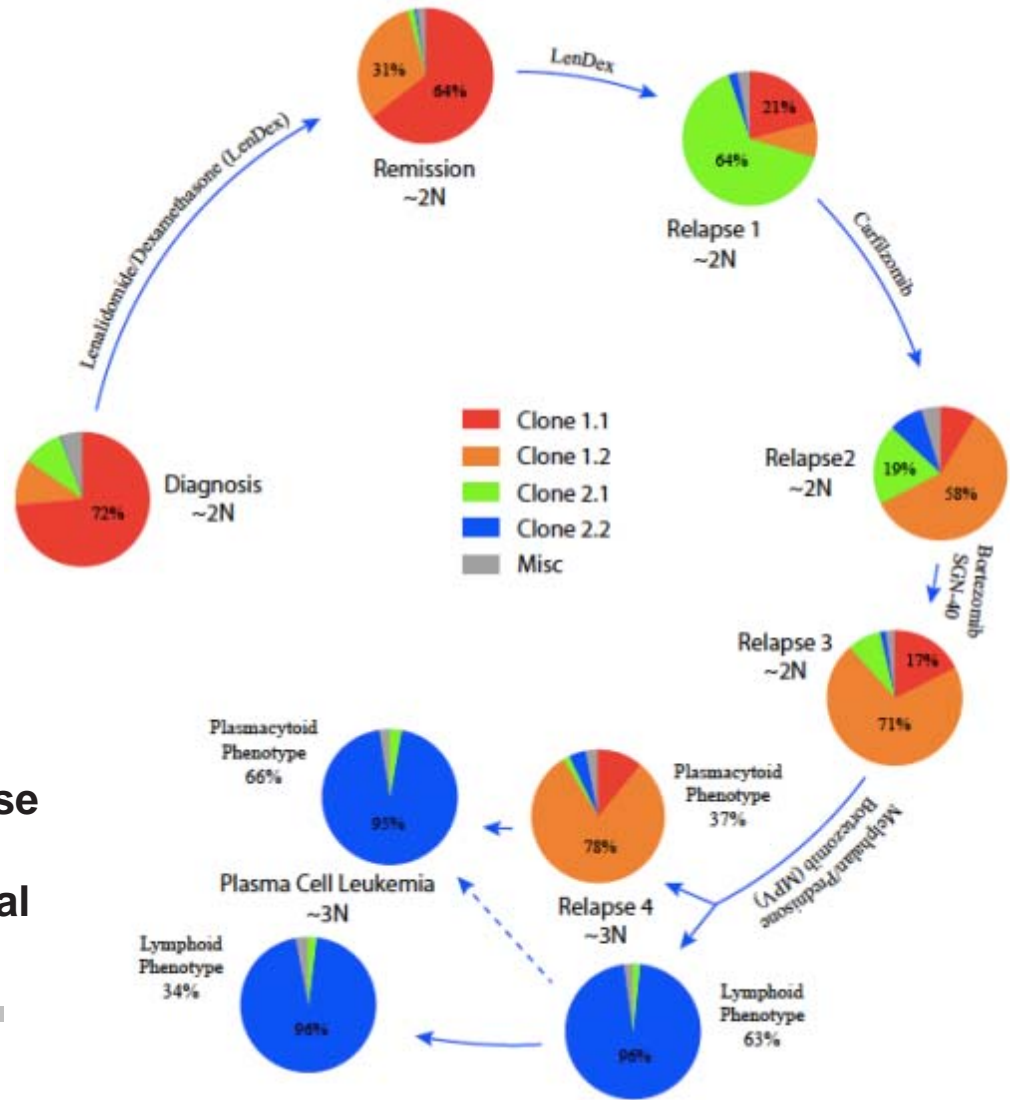 31%
64%
Remission
~2N
LenDex
21%
64%
Relapse 1
~2N
Lenalidomide/Dexamethasone (LenDex)
Carfilzomib
72%
Diagnosis
~2N
Clone 1.1
Clone 1.2
Clone 2.1
Clone 2.2
Misc
Relapse2
~2N
19%
58%
Bortezomib
SGN-40
Relapse 3
~2N
17%
71%
Melphalan/Prednisone
Bortezomib (MPV)
Plasmacytoid
Phenotype
66%
95%
Plasma Cell Leukemia
~3N
Plasmacytoid
Phenotype
37%
78%
Relapse 4
~3N
Lymphoid
Phenotype
34%
96%
Lymphoid
Phenotype
63%
96%
se
al